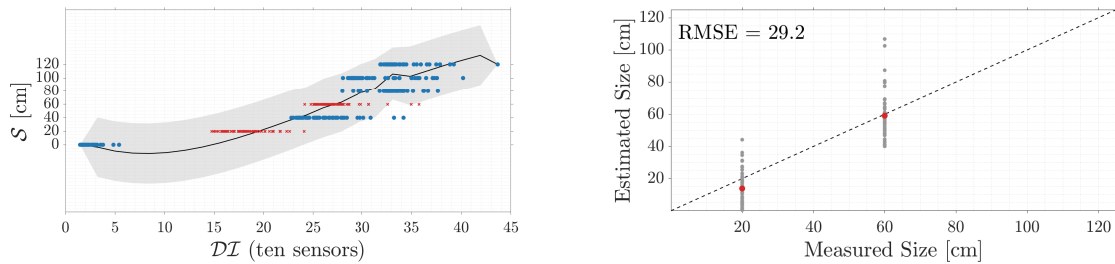 120
100
80
60
40
20
0
S [cm]
0 5 10 15 20 25 30 35 40 45
DI (ten sensors)
RMSE = 29.2
120
100
80
60
40
20
Estimated Size [cm]
20 40 60 80 100 120
Measured Size [cm]